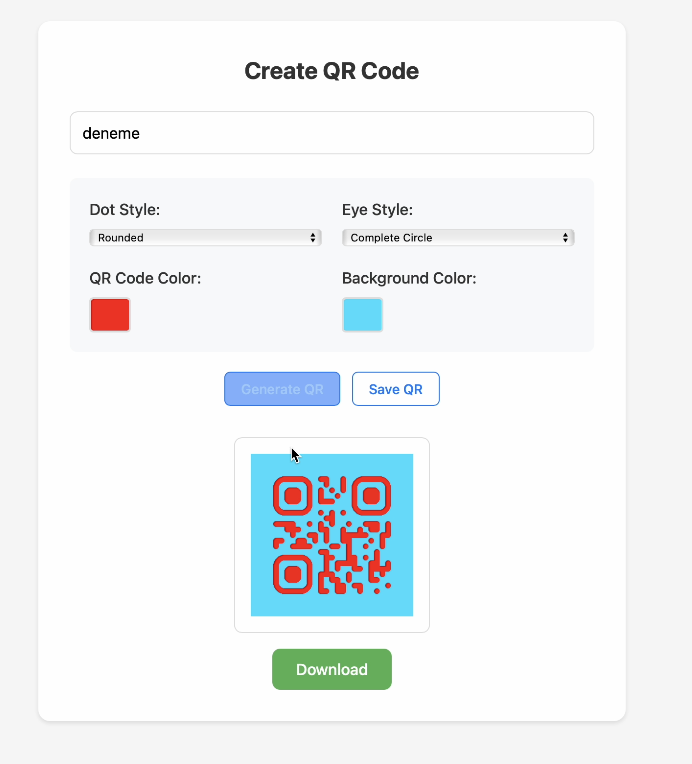 Create QR Code
deneme
Dot Style:
Eye Style:
Rounded
Complete Circle
QR Code Color:
Background Color:
Generate QR
Save QR
Download